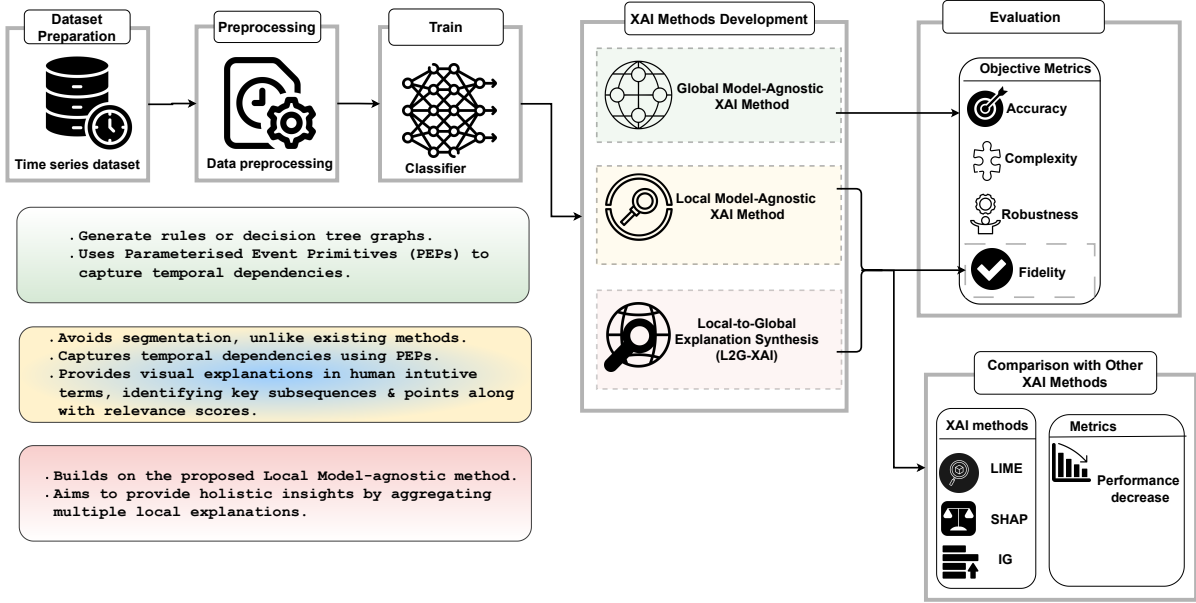 Dataset
Preparation
Time series dataset
Preprocessing
Data preprocessing
Train
Classifier
. Generate rules or decision tree graphs.
. Uses Parameterised Event Primitives (PEPs) to
capture temporal dependencies.
. Avoids segmentation, unlike existing methods.
. Captures temporal dependencies using PEPs.
. Provides visual explanations in human intutive
terms, identifying key subsequences & points along
with relevance scores.
. Builds on the proposed Local Model-agnostic method.
. Aims to provide holistic insights by aggregating
multiple local explanations.
XAI Methods Development
Global Model-Agnostic
XAI Method
Local Model-Agnostic
XAI Method
Local-to-Global
Explanation Synthesis
(L2G-XAI)
Evaluation
Objective Metrics
Accuracy
Complexity
Robustness
Fidelity
Comparison with Other
XAI Methods
XAI methods
LIME
SHAP
IG
Metrics
Performance
decrease